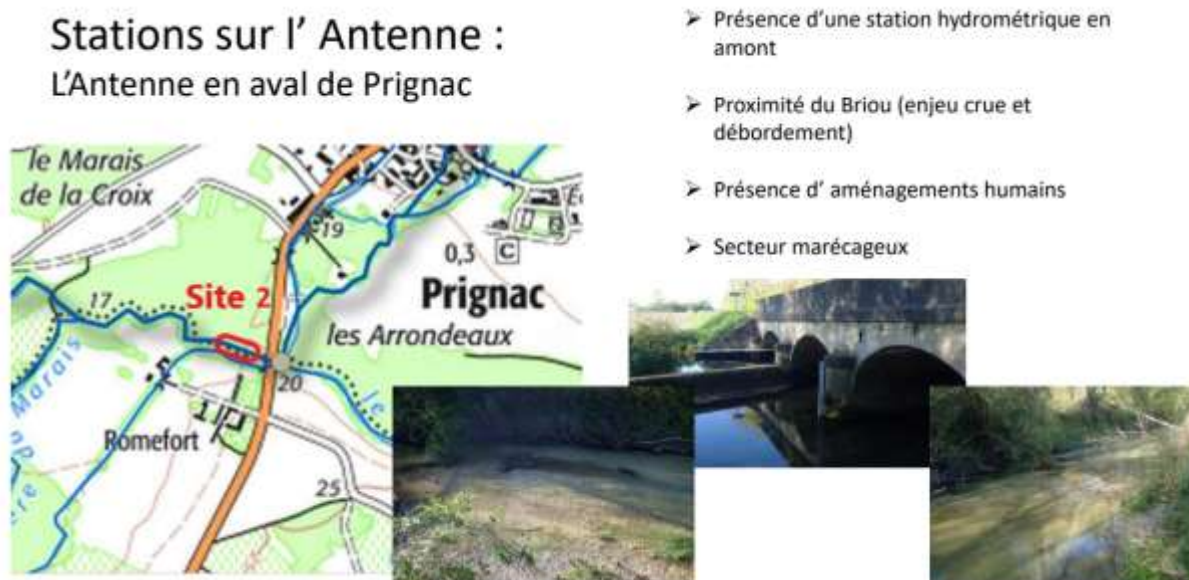 Stations sur l’ Antenne :
L’Antenne en aval de Prignac
➢ Présence d’une station hydrométrique en
amont
➢ Proximité du Briou (enjeu crue et
débordement)
➢ Présence d’ aménagements humains
➢ Secteur marécageux
le Marais
de la Croix
19
0,3
C
17
Site 2
Prignac
les Arrondeaux
20
le
Marais
Romefort
25